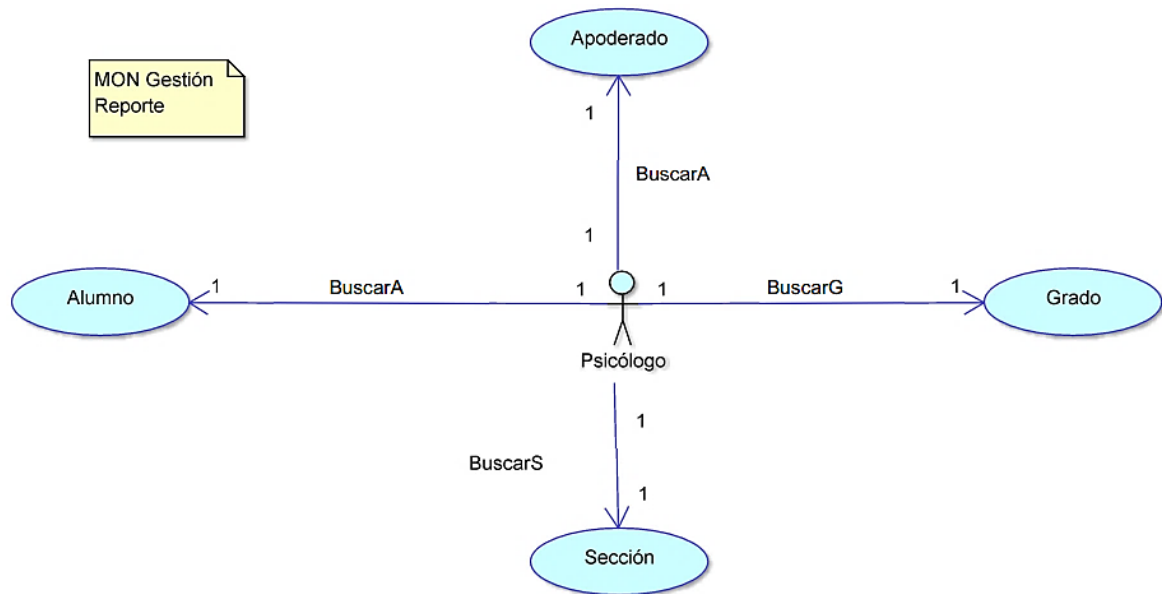 Apoderado
MON Gestión
Reporte
1
BuscarA
1
Alumno
1
BuscarA
1
1
BuscarG
1
Grado
Psicólogo
1
BuscarS
1
Sección